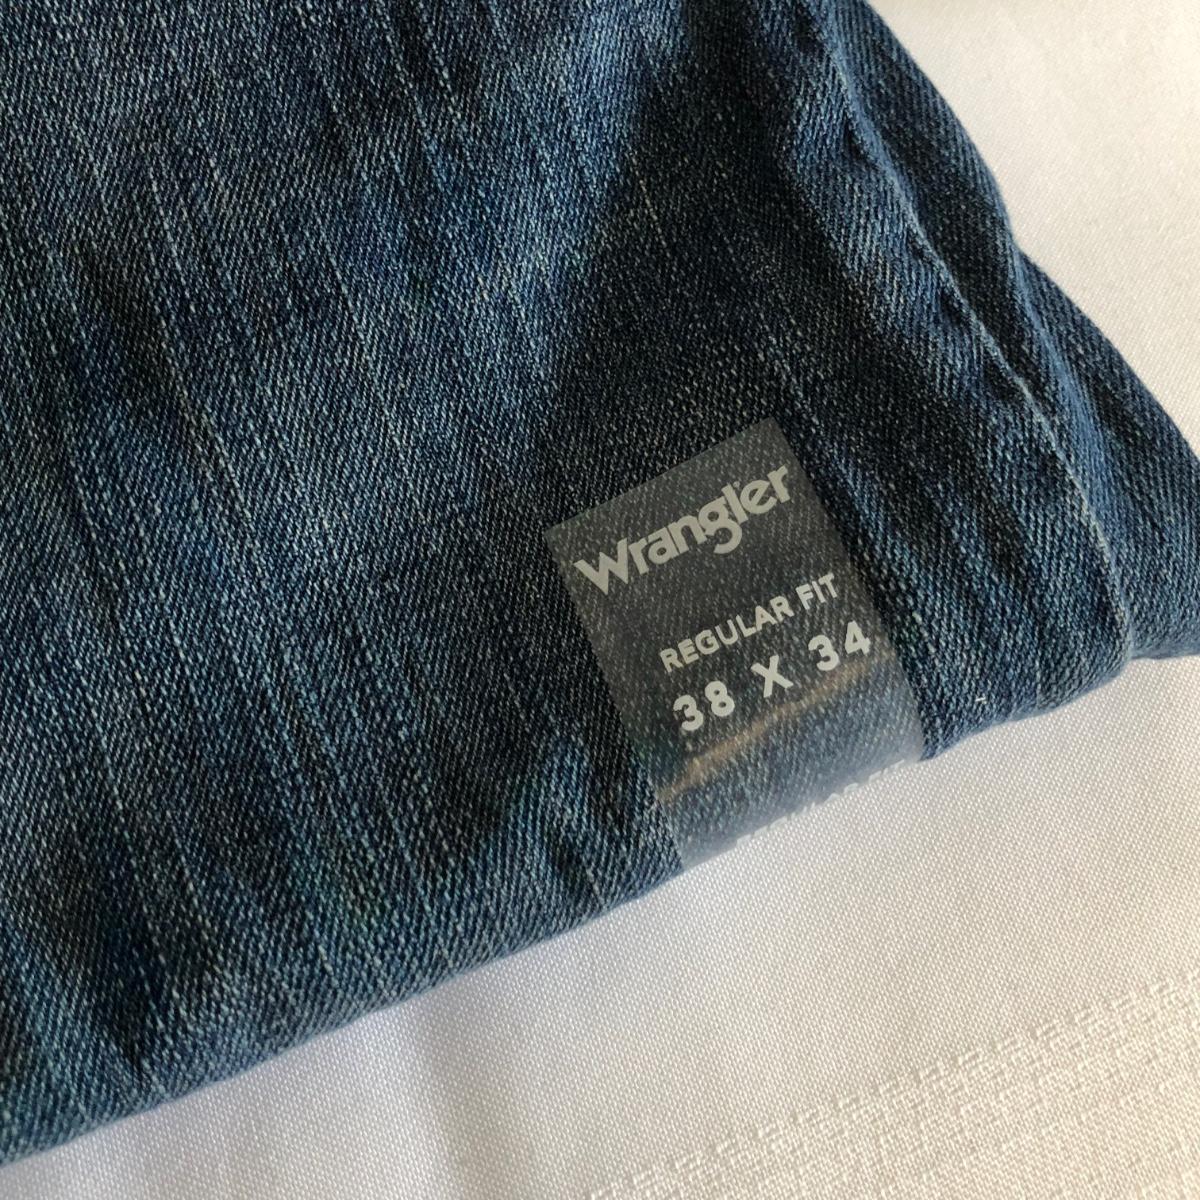 Wrangler
REGULAR FIT
38 X 34